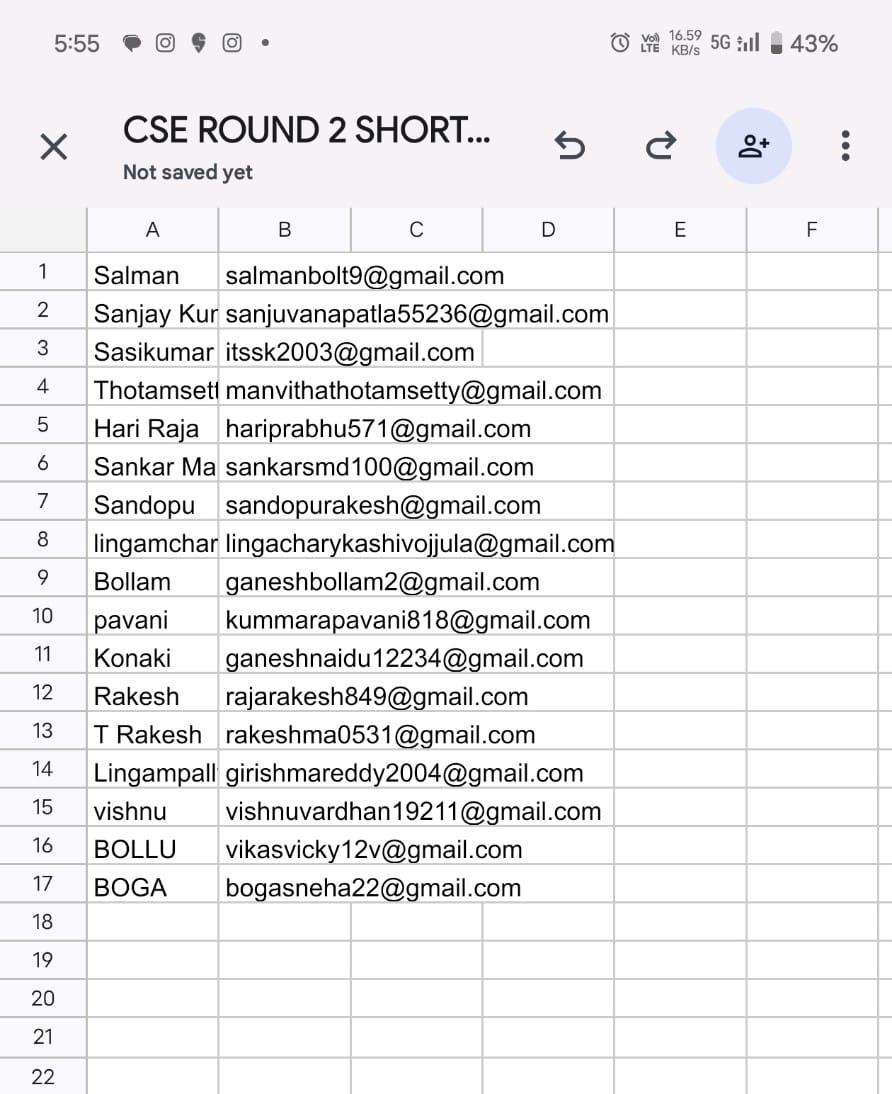 5:55 16.59 KB/s Vo) LTE 5G 43%
CSE ROUND 2 SHORT...
Not saved yet
A B C D E F
1 Salman salmanbolt9@gmail.com
2 Sanjay Kur sanjuvanapatla55236@gmail.com
3 Sasikumar itssk2003@gmail.com
4 Thotamsett manvithathotamsetty@gmail.com
5 Hari Raja hariprabhu571@gmail.com
6 Sankar Ma sankarsmd100@gmail.com
7 Sandopu sandopurakesh@gmail.com
8 lingamchar lingacharykashivojjula@gmail.com
9 Bollam ganeshbollam2@gmail.com
10 pavani kummarapavani818@gmail.com
11 Konaki ganeshnaidu12234@gmail.com
12 Rakesh rajarakesh849@gmail.com
13 T Rakesh rakeshma0531@gmail.com
14 Lingampall girishmareddy2004@gmail.com
15 vishnu vishnuvardhan19211@gmail.com
16 BOLLU vikasvicky12v@gmail.com
17 BOGA bogasneha22@gmail.com
18
19
20
21
22